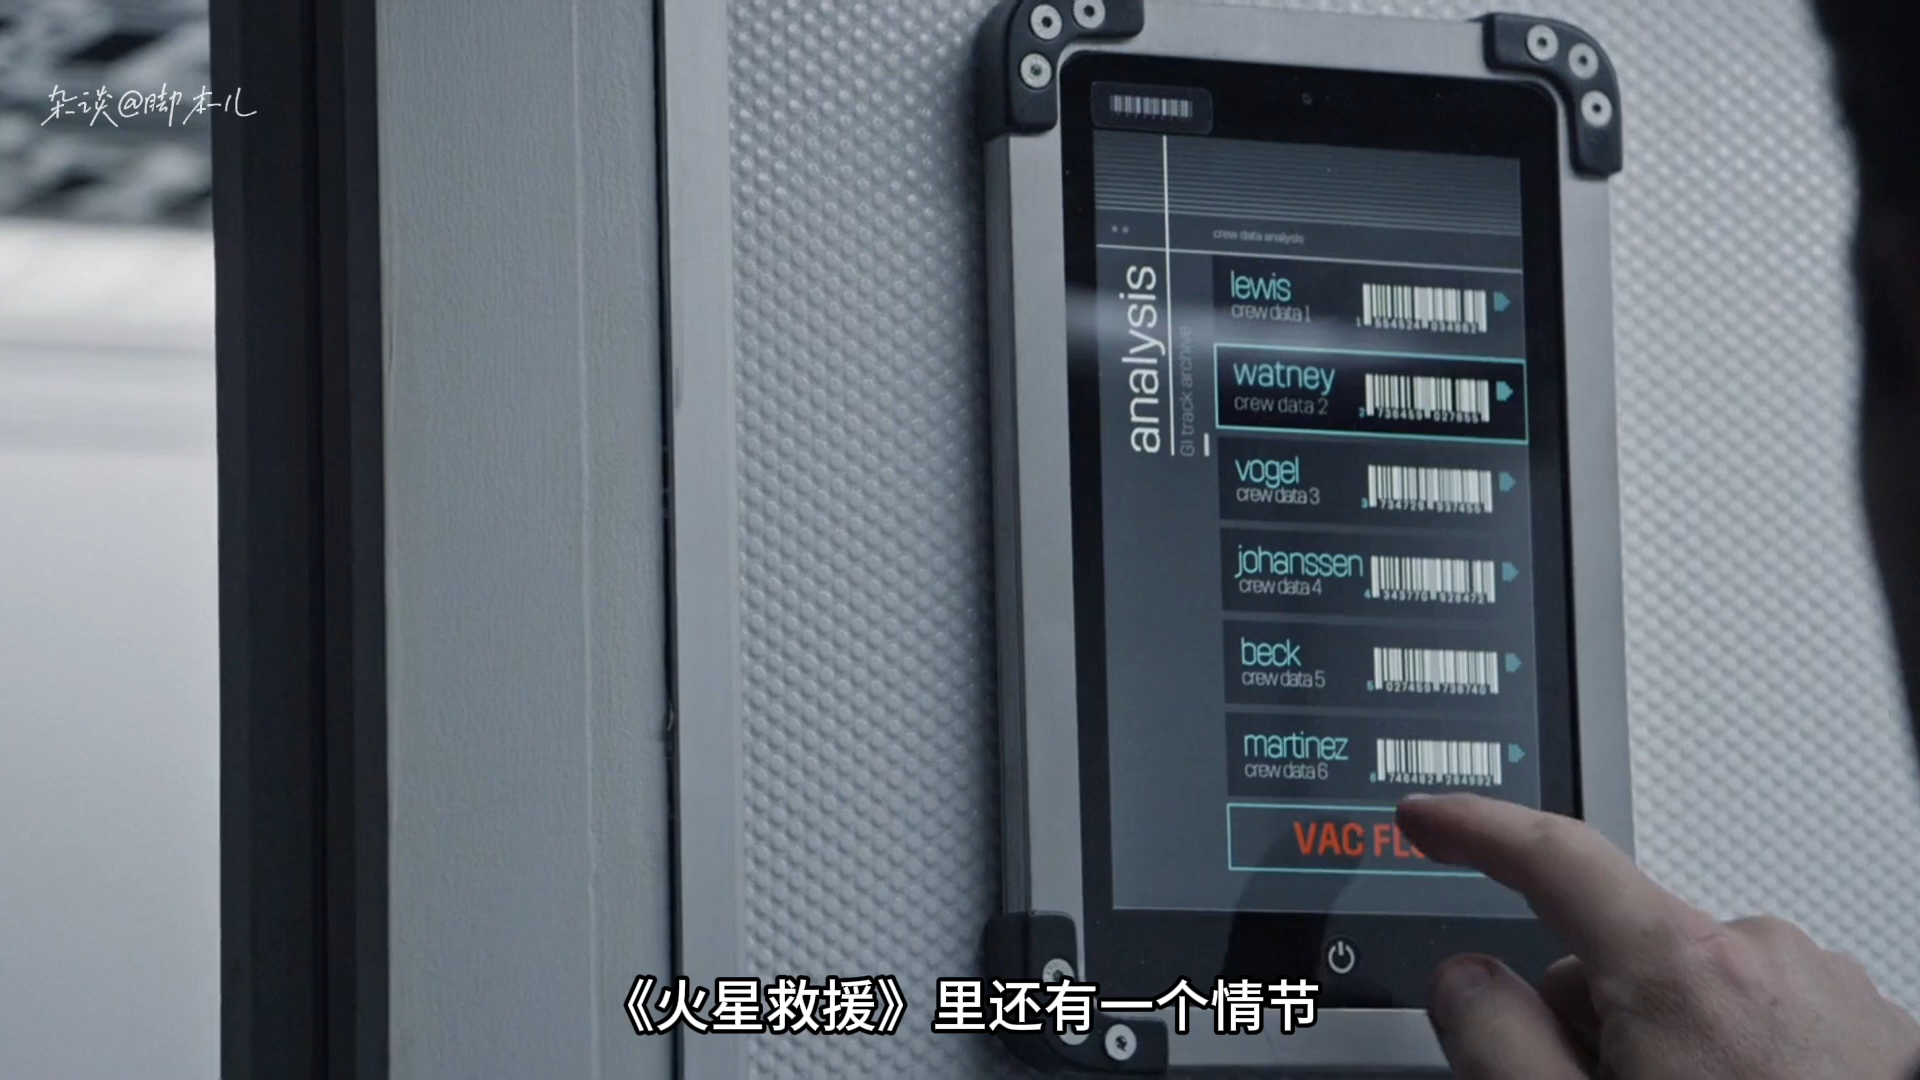 杂谈@脚本儿
crew data analysis
analysis
GI track archive
lewis
crew data 1
watney
crew data 2
vogel
crew data 3
johanssen
crew data 4
beck
crew data 5
martinez
crew data 6
VAC
《火星救援》里还有一个情节